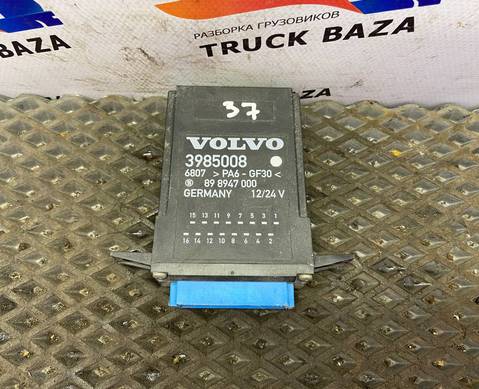 РАЗБОРКА ГРУЗОВИКОВ
BAZA
TRUCK BAZA
37
VOLVO
3985008
6807 > PA6 - GF30 <
89 8947 000
GERMANY 12/24 V
15 13 11 9 7 5 3 1
16 14 12 10 8 6 4 2